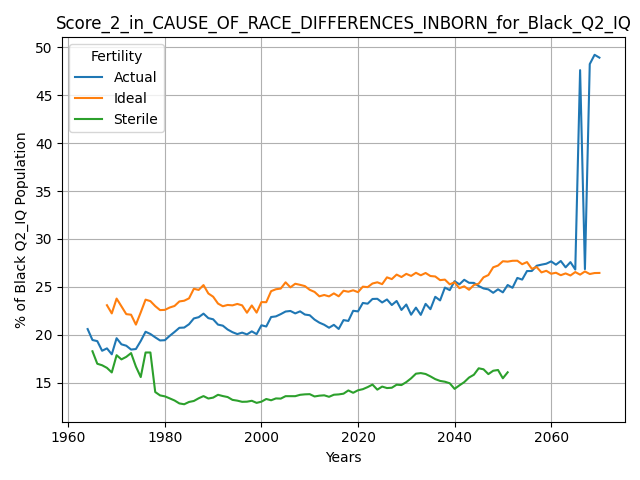 Score_2_in_CAUSE_OF_RACE_DIFFERENCES_INBORN_for_Black_Q2_IQ
Fertility
Actual
Ideal
Sterile
% of Black Q2_IQ Population
50
45
40
35
30
25
20
15
1960
1980
2000
2020
2040
2060
Years